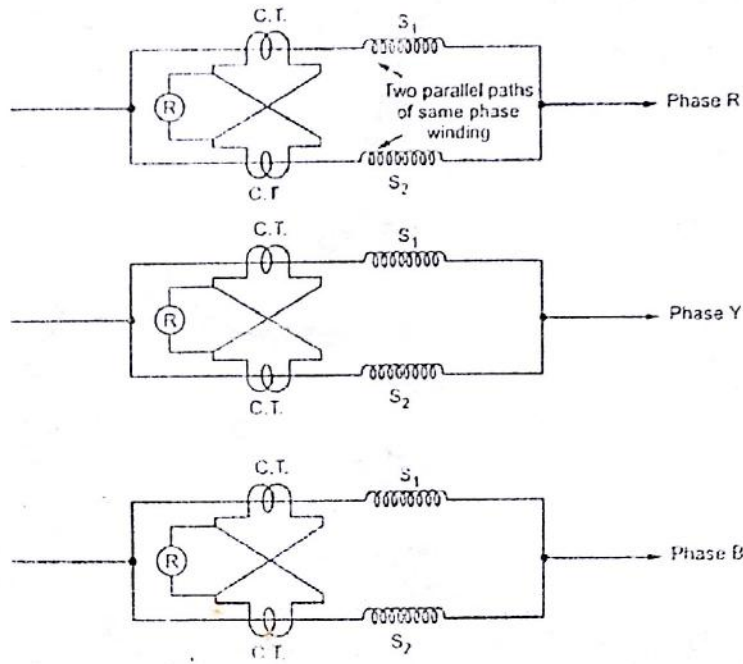 C.T.
S1
R
Two parallel paths
of same phase
winding
Phase R
C.T
S2
C.T.
S1
R
Phase Y
C.T.
S2
C.T.
S1
R
Phase B
C.T.
S2